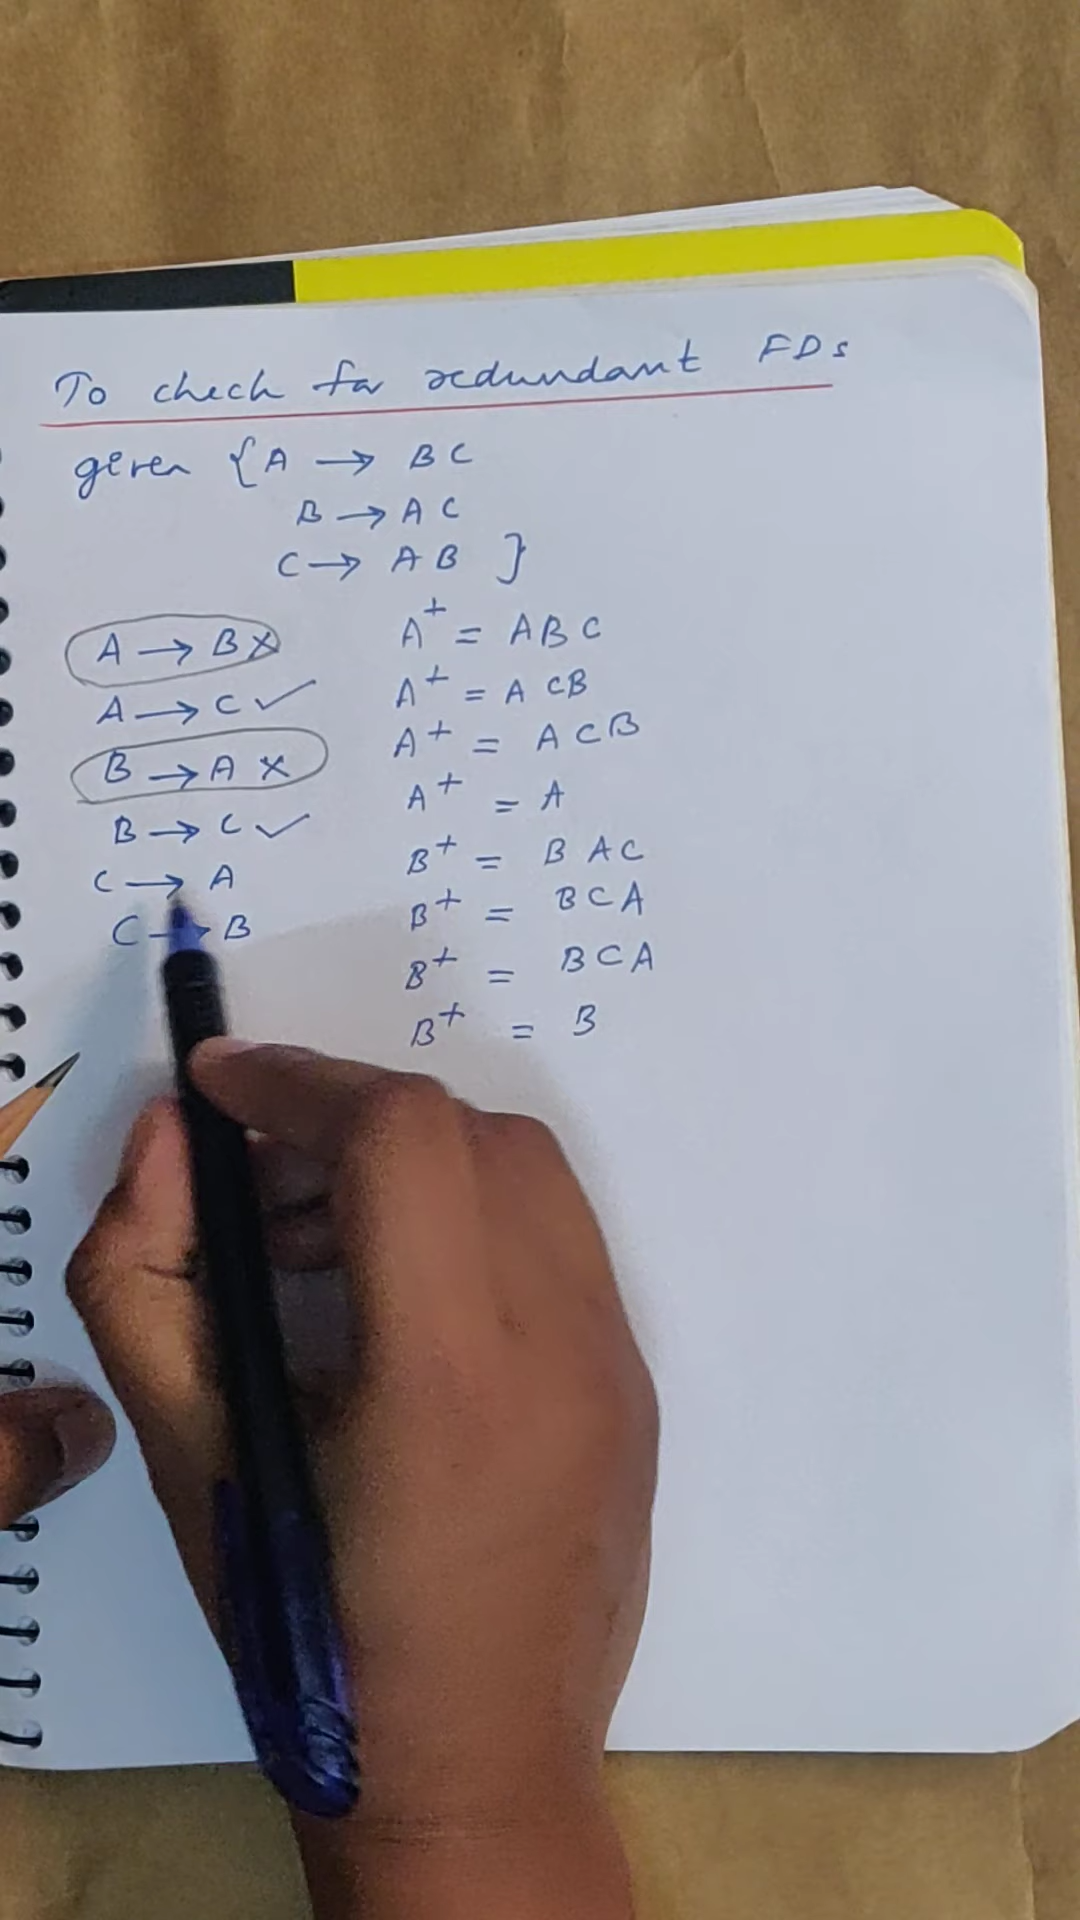 To check for redundant FDs
given {A → BC
B → AC
C → AB }
A → B ✗
A → C ✓
B → A ✗
B → C ✓
C → A
C → B
A⁺ = ABC
A⁺ = ACB
A⁺ = ACB
A⁺ = A
B⁺ = BAC
B⁺ = BCA
B⁺ = BCA
B⁺ = B